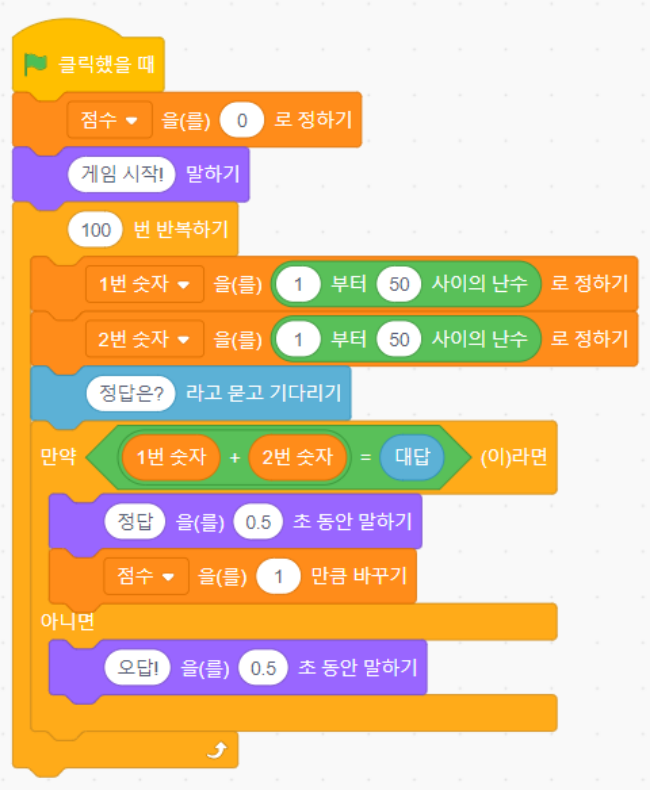 클릭했을 때
점수 을(를) 0 로 정하기
게임 시작! 말하기
100 번 반복하기
1번 숫자 을(를) 1 부터 50 사이의 난수 로 정하기
2번 숫자 을(를) 1 부터 50 사이의 난수 로 정하기
정답은? 라고 묻고 기다리기
만약 1번 숫자 + 2번 숫자 = 대답 (이)라면
정답 을(를) 0.5 초 동안 말하기
점수 을(를) 1 만큼 바꾸기
아니면
오답! 을(를) 0.5 초 동안 말하기